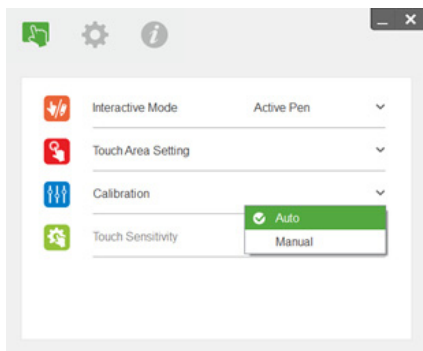 Interactive Mode Active Pen
Touch Area Setting
Calibration
Auto
Touch Sensitivity
Manual